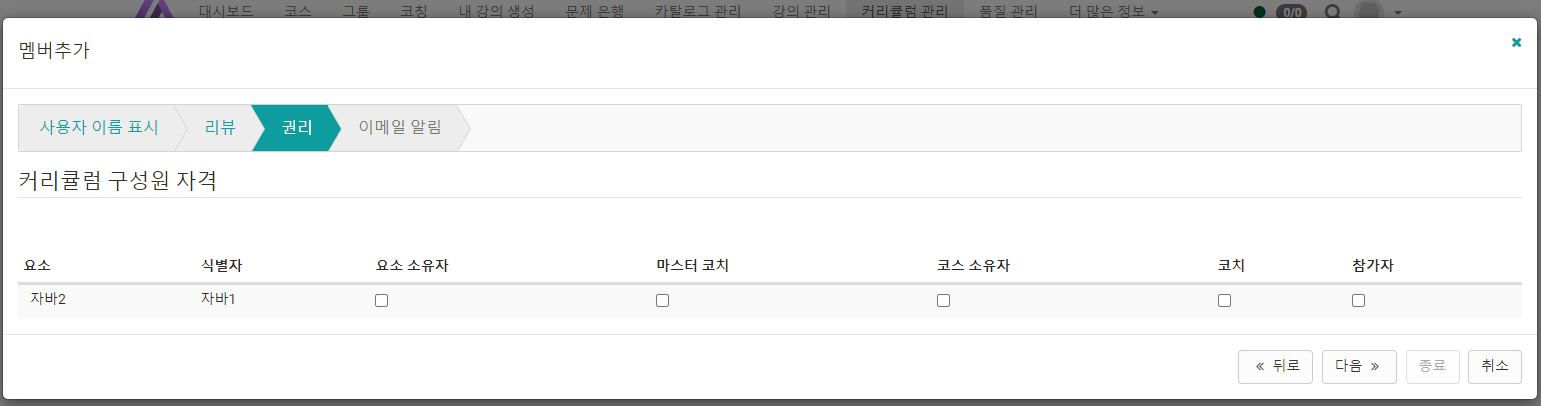 대시보드 코스 그룹 코칭 내 강의 생성 문제 은행 카탈로그 관리 강의 관리 커리큘럼 관리 품질 관리 더 많은 정보 0/0
멤버추가
사용자 이름 표시 리뷰 권리 이메일 알림
커리큘럼 구성원 자격
요소 식별자 요소 소유자 마스터 코치 코스 소유자 코치 참가자
자바2 자바1
« 뒤로 다음 » 종료 취소